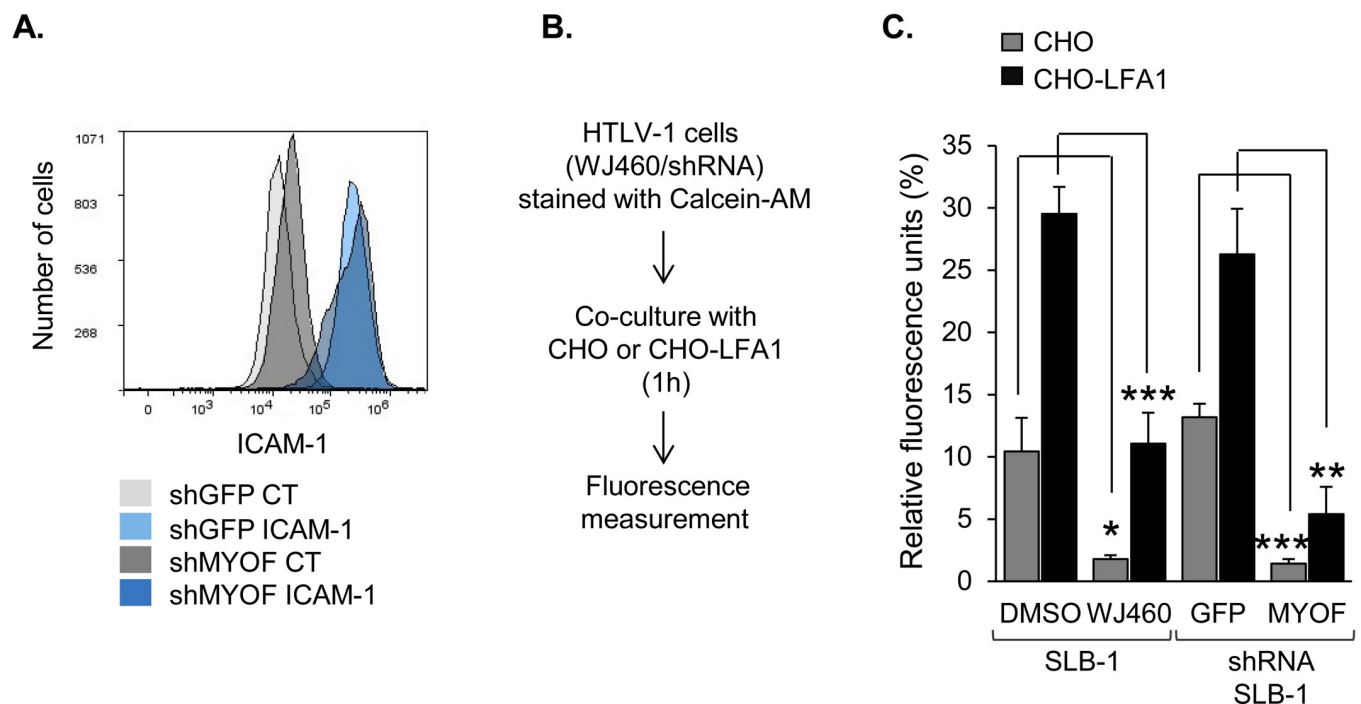 A.
Number of cells
1071
803
536
268
0
10³
10⁴
10⁵
10⁶
ICAM-1
shGFP CT
shGFP ICAM-1
shMYOF CT
shMYOF ICAM-1
B.
HTLV-1 cells
(WJ460/shRNA)
stained with Calcein-AM
Co-culture with
CHO or CHO-LFA1
(1h)
Fluorescence
measurement
C.
CHO
CHO-LFA1
Relative fluorescence units (%)
35
30
25
20
15
10
5
0
*
***
***
**
DMSO WJ460 GFP MYOF
SLB-1
shRNA
SLB-1